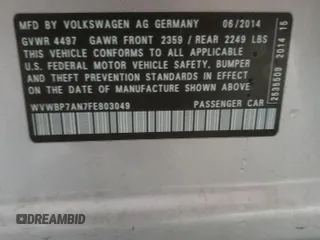 MFD BY VOLKSWAGEN AG GERMANY 06/2014
GVWR 4497 GAWR FRONT 2359 / REAR 2249 LBS
THIS VEHICLE CONFORMS TO ALL APPLICABLE
U.S. FEDERAL MOTOR VEHICLE SAFETY, BUMPER
AND THEFT PREVENTION STANDARDS IN EFFECT
ON THE DATE OF MANUFACTURE SHOWN ABOVE
WVWBP7AN7FE803049 PASSENGER CAR
2535509 2014 15
DREAMBID